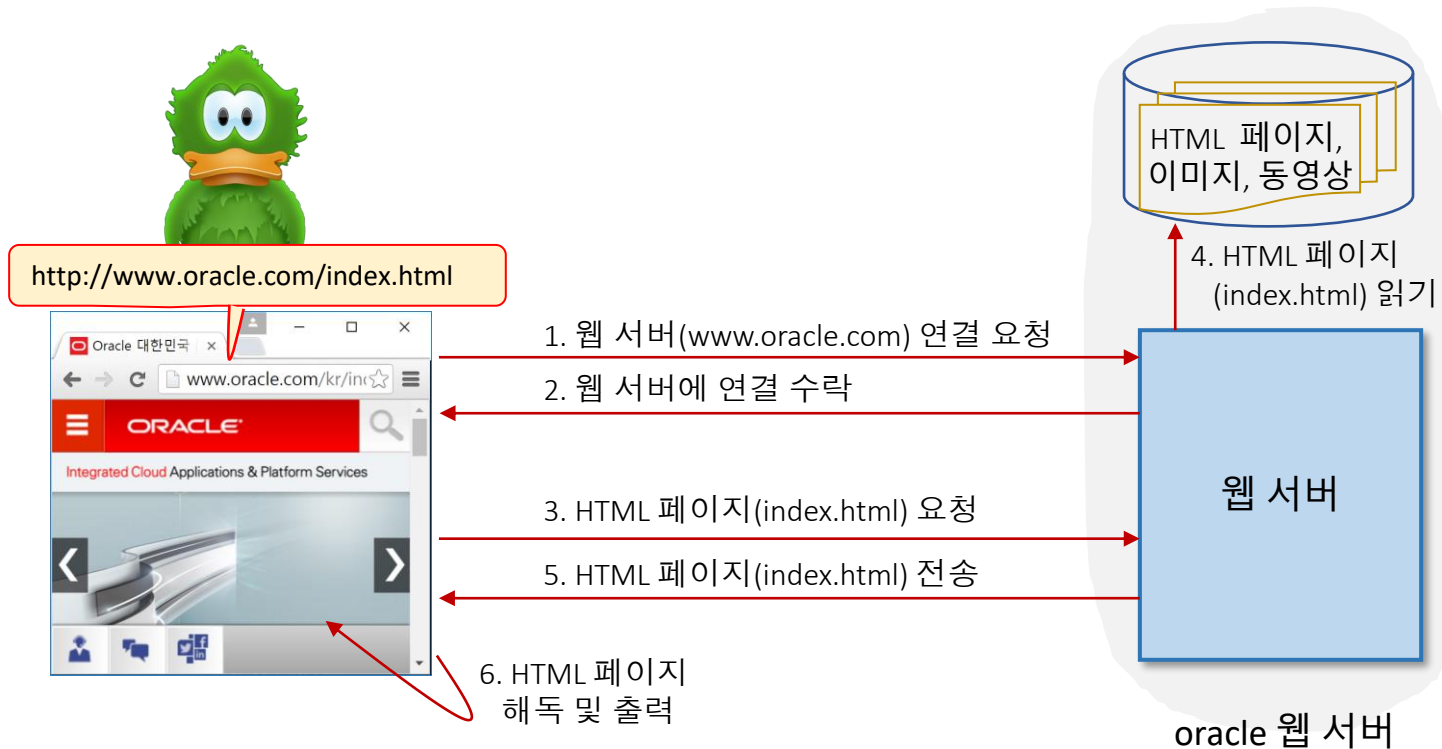 HTML 페이지,
이미지, 동영상
http://www.oracle.com/index.html
4. HTML 페이지
(index.html) 읽기
Oracle 대한민국
1. 웹 서버(www.oracle.com) 연결 요청
www.oracle.com/kr/in
2. 웹 서버에 연결 수락
ORACLE
Integrated Cloud Applications & Platform Services
웹 서버
3. HTML 페이지(index.html) 요청
5. HTML 페이지(index.html) 전송
6. HTML 페이지
해독 및 출력
oracle 웹 서버